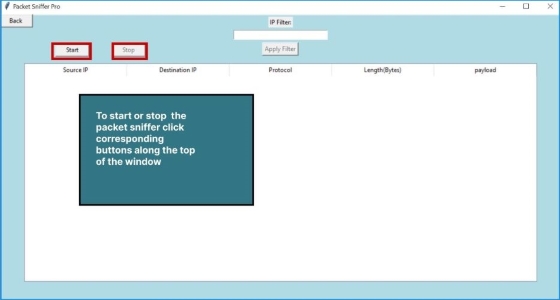 Packet Sniffer Pro
Back
IP Filter:
Start
Stop
Apply Filter
Source IP Destination IP Protocol Length(Bytes) payload
To start or stop the
packet sniffer click
corresponding
buttons along the top
of the window